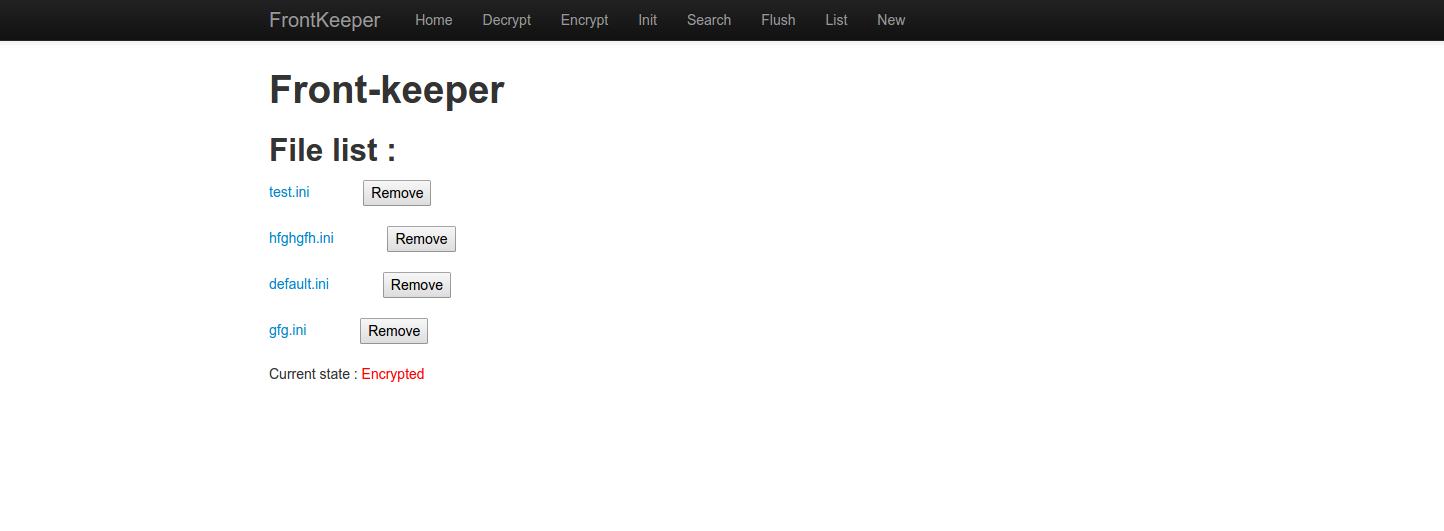 FrontKeeper Home Decrypt Encrypt Init Search Flush List New
Front-keeper
File list :
test.ini Remove
hfghgfh.ini Remove
default.ini Remove
gfg.ini Remove
Current state : Encrypted